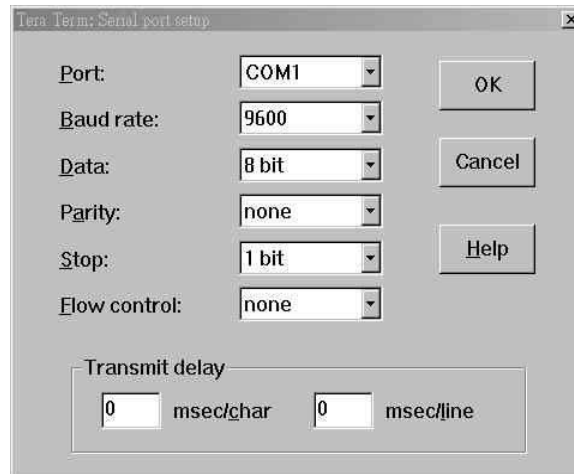 Tera Term: Serial port setup
Port: COM1
Baud rate: 9600
Data: 8 bit
Parity: none
Stop: 1 bit
Flow control: none
OK
Cancel
Help
Transmit delay
0 msec/char 0 msec/line